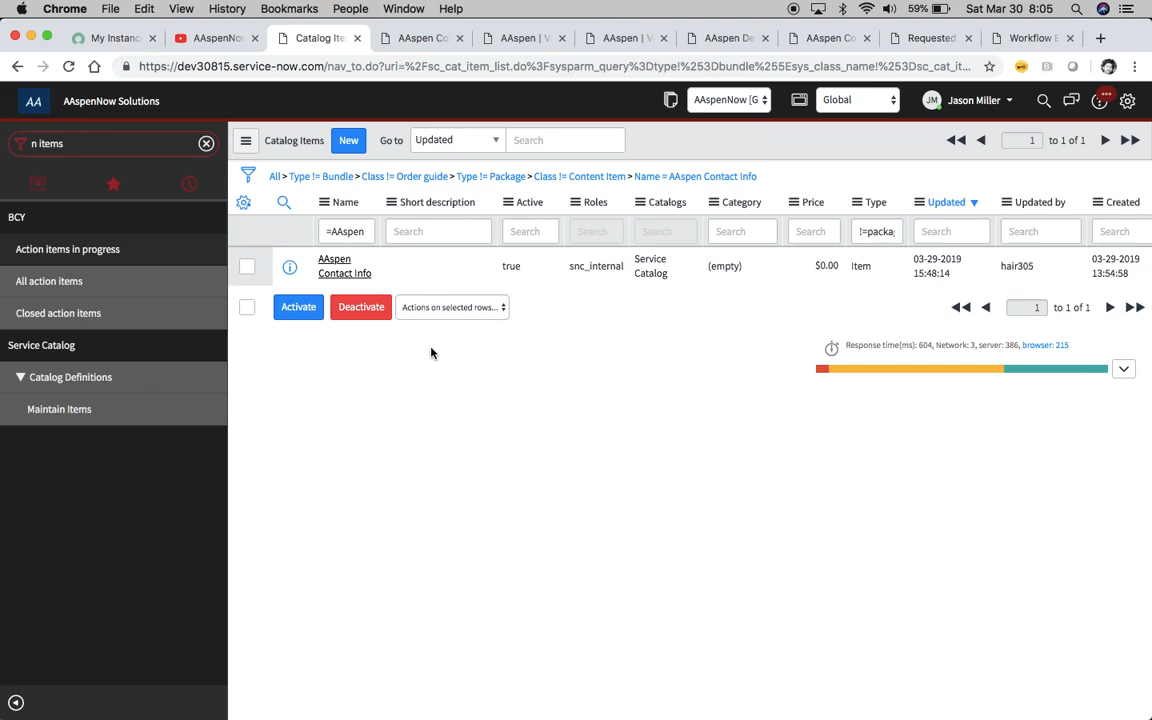 Chrome File Edit View History Bookmarks People Window Help 59% Sat Mar 30 8:05
My Instanc AAspenNow Catalog Ite AAspen Co AAspen | V AAspen | V AAspen De AAspen Co Requested Workflow E
https://dev30815.service-now.com/nav_to.do?uri=%2Fsc_cat_item_list.do%3Fsysparm_query%3Dtype!%253Dbundle%255Esys_class_name!%253Dsc_cat_it...
AA AAspenNow Solutions AAspenNow [G Global JM Jason Miller
n items
Catalog Items New Go to Updated Search 1 to 1 of 1
All > Type != Bundle > Class != Order guide > Type != Package > Class != Content Item > Name = AAspen Contact Info
Name Short description Active Roles Catalogs Category Price Type Updated Updated by Created
=AAspen Search Search Search Search Search Search !=packa Search Search Search
AAspen Contact Info true snc_internal Service Catalog (empty) $0.00 Item 03-29-2019 15:48:14 hair305 03-29-2019 13:54:58
Activate Deactivate Actions on selected rows... 1 to 1 of 1
Response time(ms): 604, Network: 3, server: 386, browser: 215
BCY
Action items in progress
All action items
Closed action items
Service Catalog
Catalog Definitions
Maintain Items